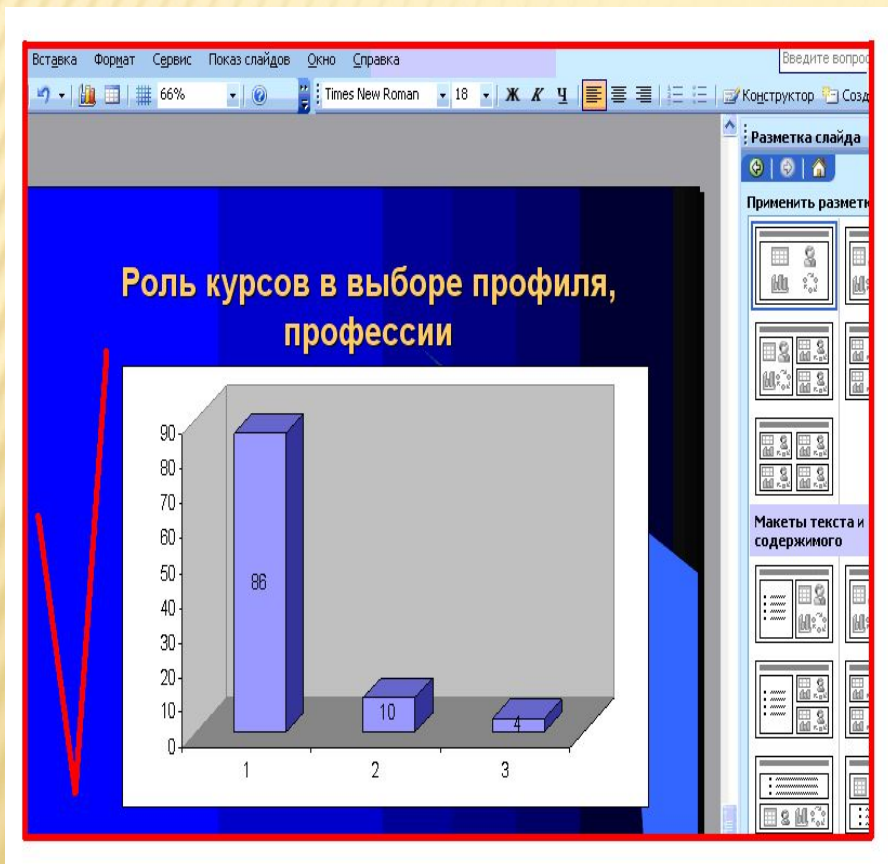 Вставка Формат Сервис Показ слайдов Окно Справка Введите вопрос
66% Times New Roman 18 Ж К Ч Конструктор
Разметка слайда
Применить
Роль курсов в выборе профиля,
профессии
90
80
70
60
50
40
30
20
10
0
86
10
4
1 2 3
Макеты текста и
содержимого